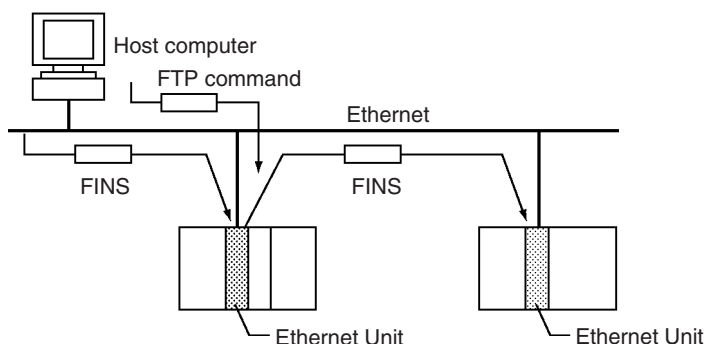 Host computer
FTP command
Ethernet
FINS
FINS
Ethernet Unit
Ethernet Unit